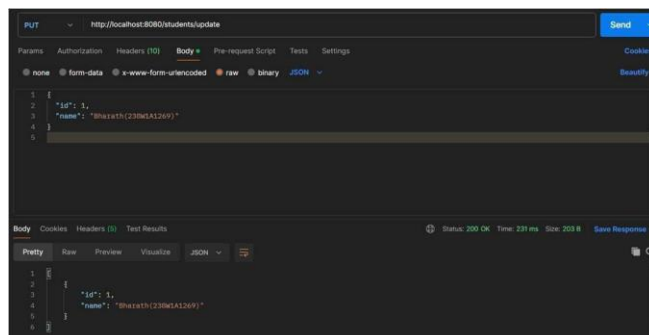 PUT http://localhost:8080/students/update Send
Params Authorization Headers (10) Body Pre-request Script Tests Settings Cookie
none form-data x-www-form-urlencoded raw binary JSON Beautify
1 {
2 "id": 1,
3 "name": "Bharath(23BW1A1269)"
4 }
5
Body Cookies Headers (5) Test Results Status: 200 OK Time: 231 ms Size: 203 B Save Response
Pretty Raw Preview Visualize JSON
1 [
2 {
3 "id": 1,
4 "name": "Bharath(23BW1A1269)"
5 }
6 ]